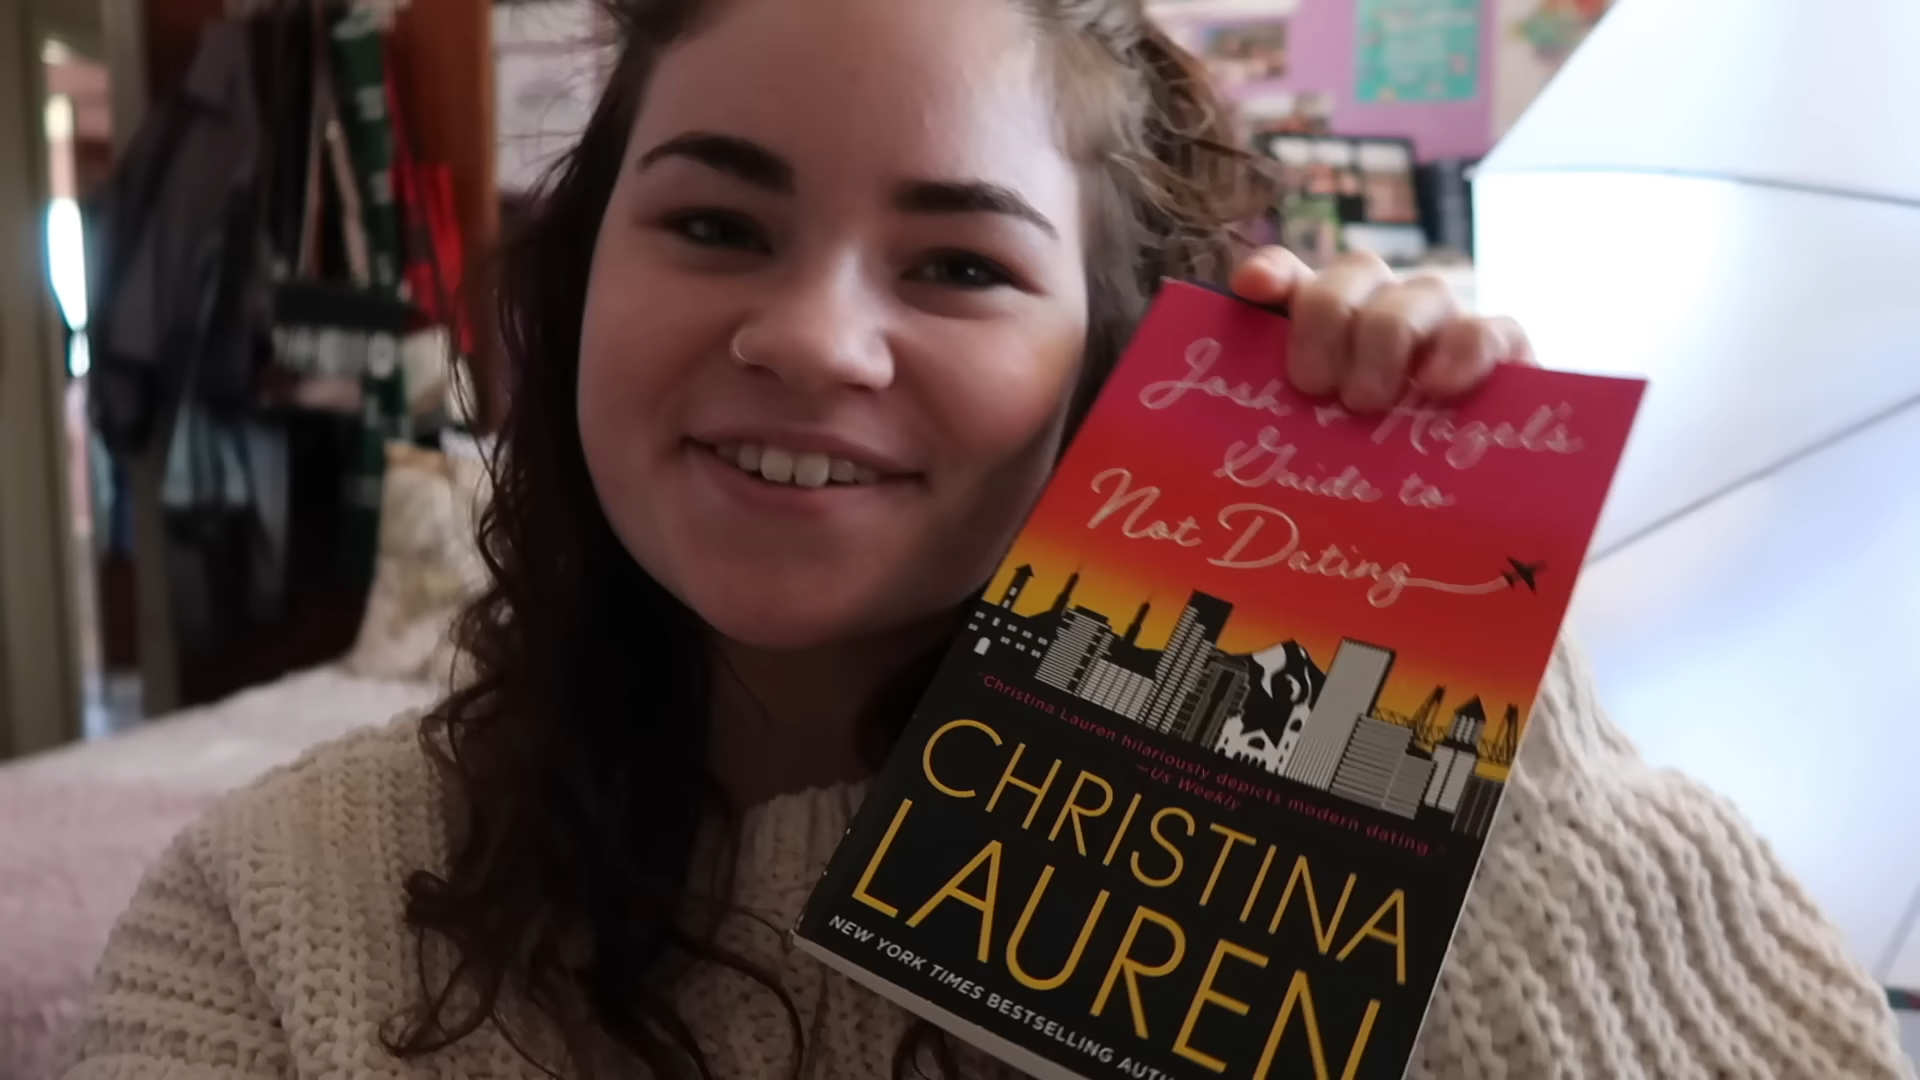 Josh & Hazel's
Guide to
Not Dating
"Christina Lauren hilariously depicts modern dating."
—Us Weekly
CHRISTINA
LAUREN
NEW YORK TIMES BESTSELLING